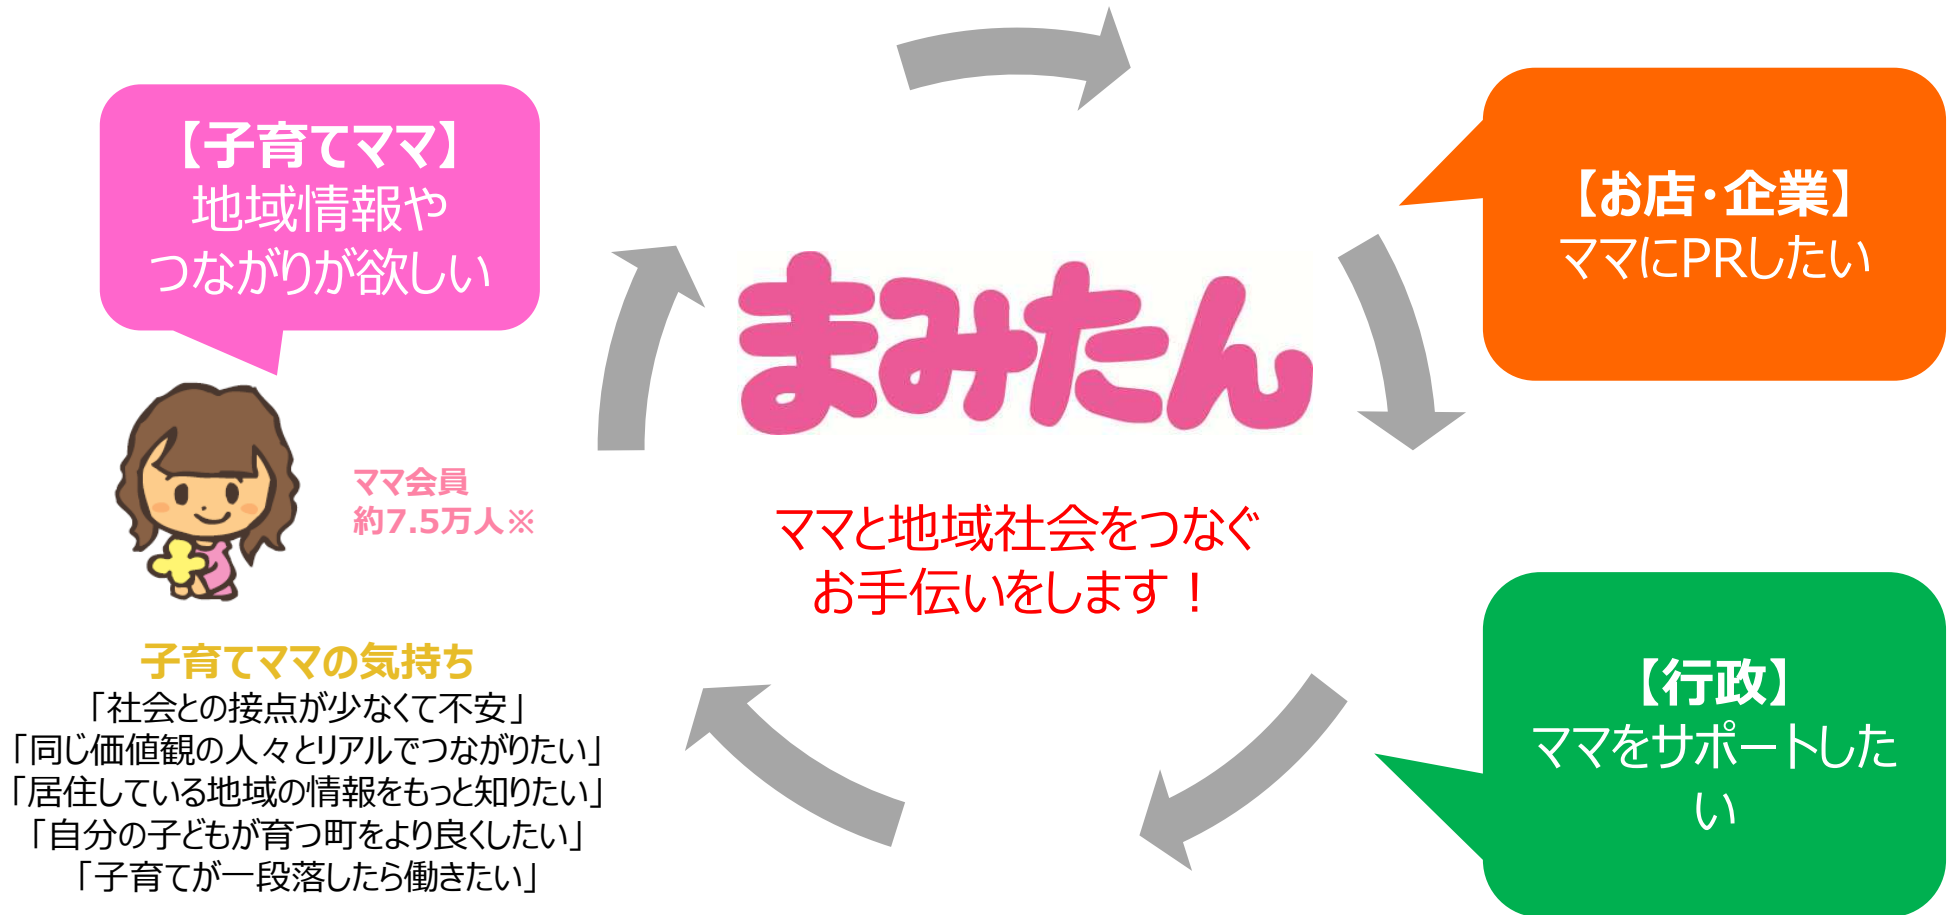 【子育てママ】
地域情報や
つながりが欲しい
ママ会員
約7.5万人※
子育てママの気持ち
「社会との接点が少なくて不安」
「同じ価値観の人々とリアルでつながりたい」
「居住している地域の情報をもっと知りたい」
「自分の子どもが育つ町をより良くしたい」
「子育てが一段落したら働きたい」
まみたん
ママと地域社会をつなぐ
お手伝いをします！
【お店・企業】
ママにPRしたい
【行政】
ママをサポートした
い